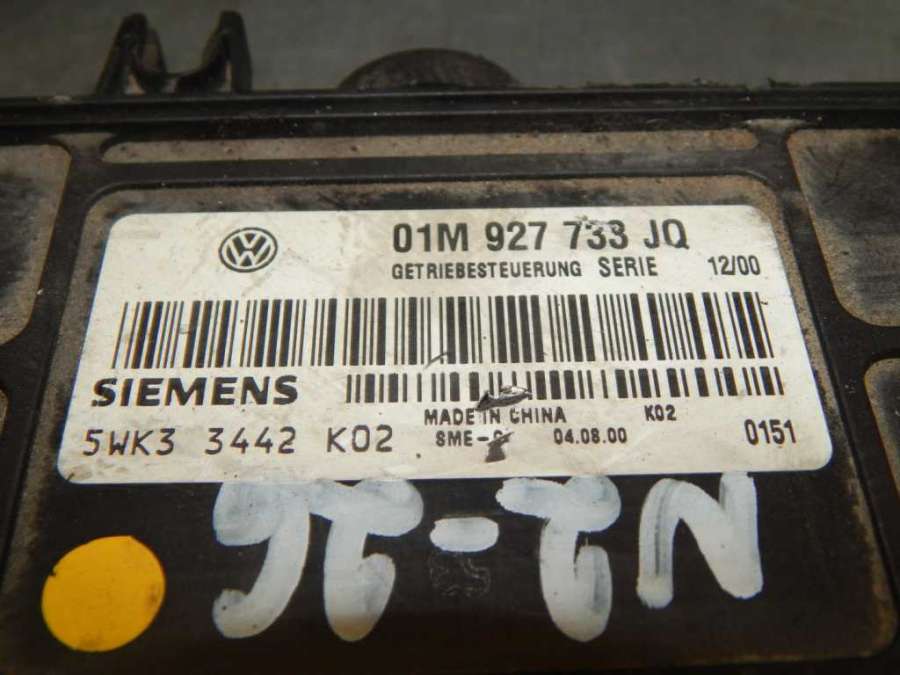 01M 927 733 JQ
GETRIEBESTEUERUNG SERIE 12/00
SIEMENS
MADE IN CHINA K02
5WK3 3442 K02
04.08.00 0151